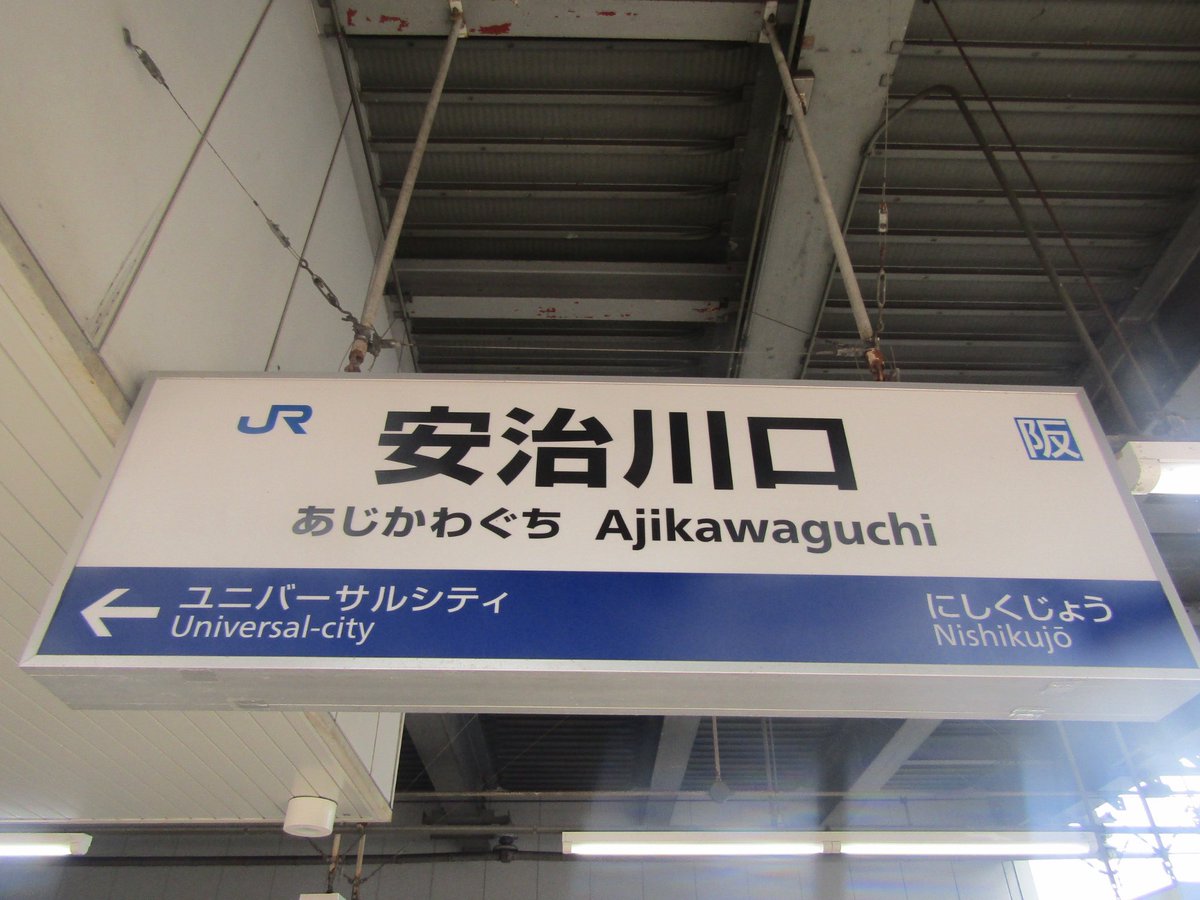 JR
安治川口
阪
あじかわぐち Ajikawaguchi
← ユニバーサルシティ
Universal-city
にしくじょう
Nishikujō